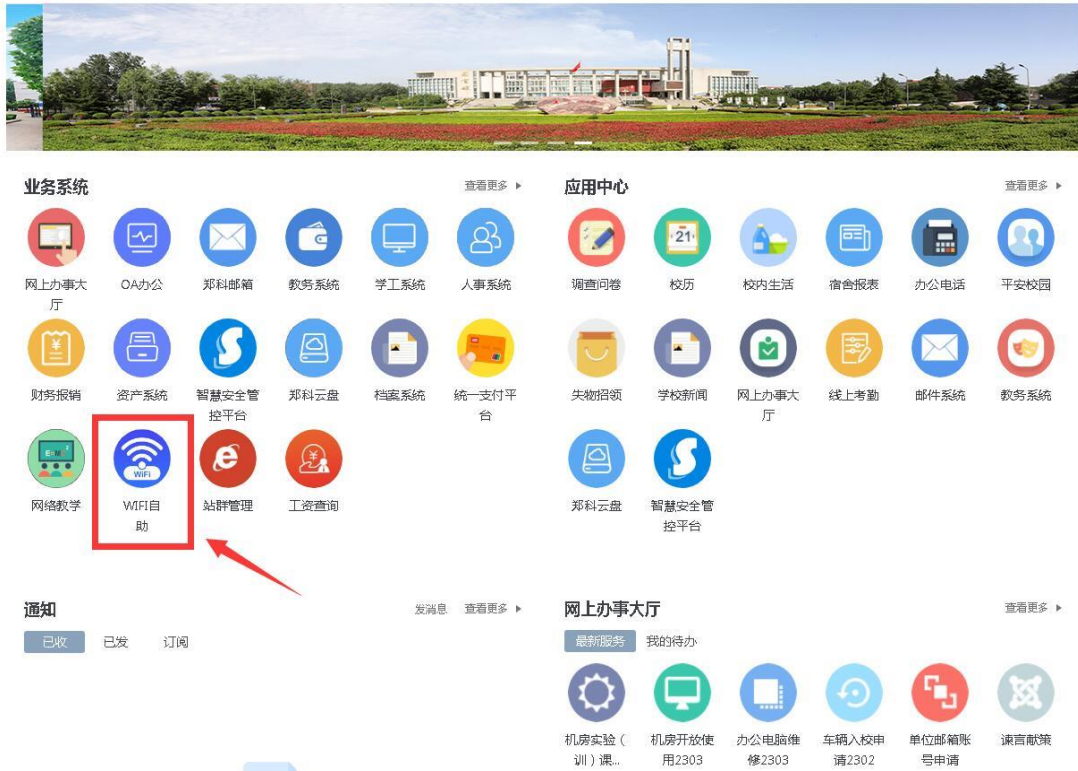 业务系统
查看更多
网上办事大
厅
OA办公
郑科邮箱
教务系统
学工系统
人事系统
财务报销
资产系统
智慧安全管
控平台
郑科云盘
档案系统
统一支付平
台
网络教学
WiFi
WIFI自
助
站群管理
工资查询
应用中心
查看更多
调查问卷
21
校历
校内生活
宿舍报表
办公电话
平安校园
失物招领
学校新闻
网上办事大
厅
线上考勤
邮件系统
教务系统
郑科云盘
智慧安全管
控平台
通知
发消息
查看更多
已收
已发
订阅
网上办事大厅
查看更多
最新服务
我的待办
机房实验（
训）课...
机房开放使
用2303
办公电脑维
修2303
车辆入校申
请2302
单位邮箱账
号申请
谏言献策